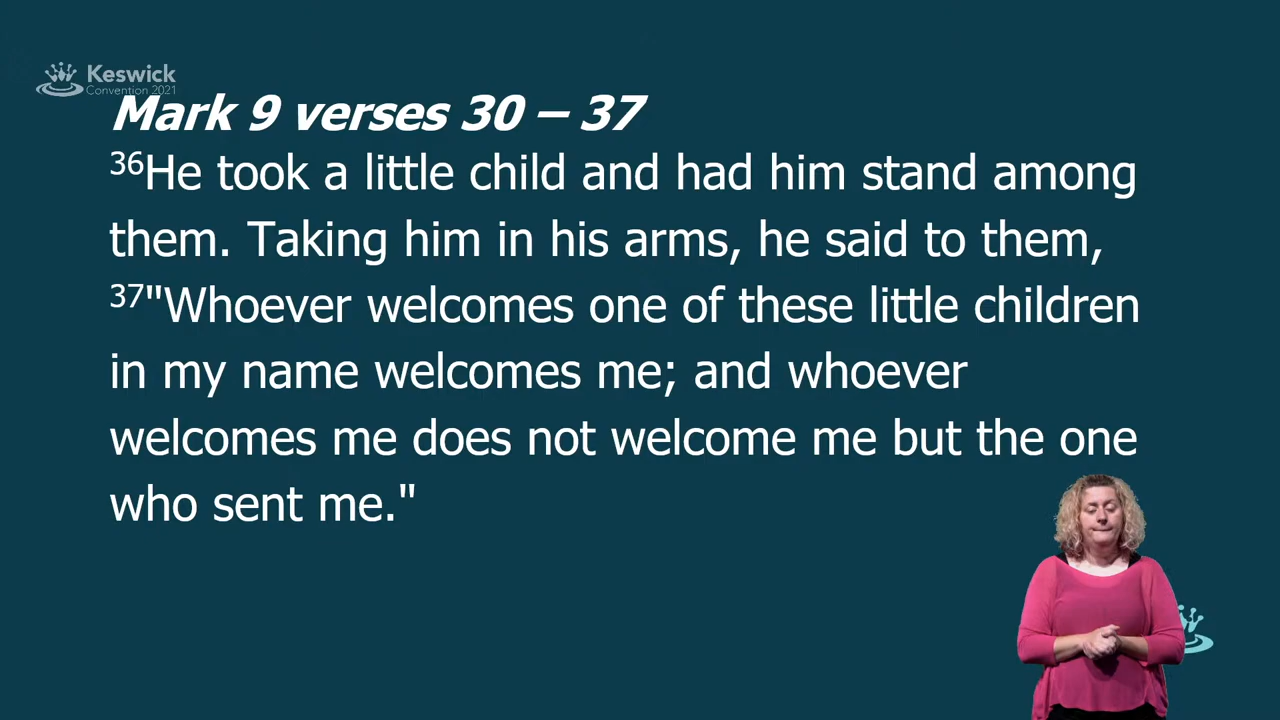 Keswick
Convention 2021
Mark 9 verses 30 – 37
36He took a little child and had him stand among
them. Taking him in his arms, he said to them,
37"Whoever welcomes one of these little children
in my name welcomes me; and whoever
welcomes me does not welcome me but the one
who sent me."